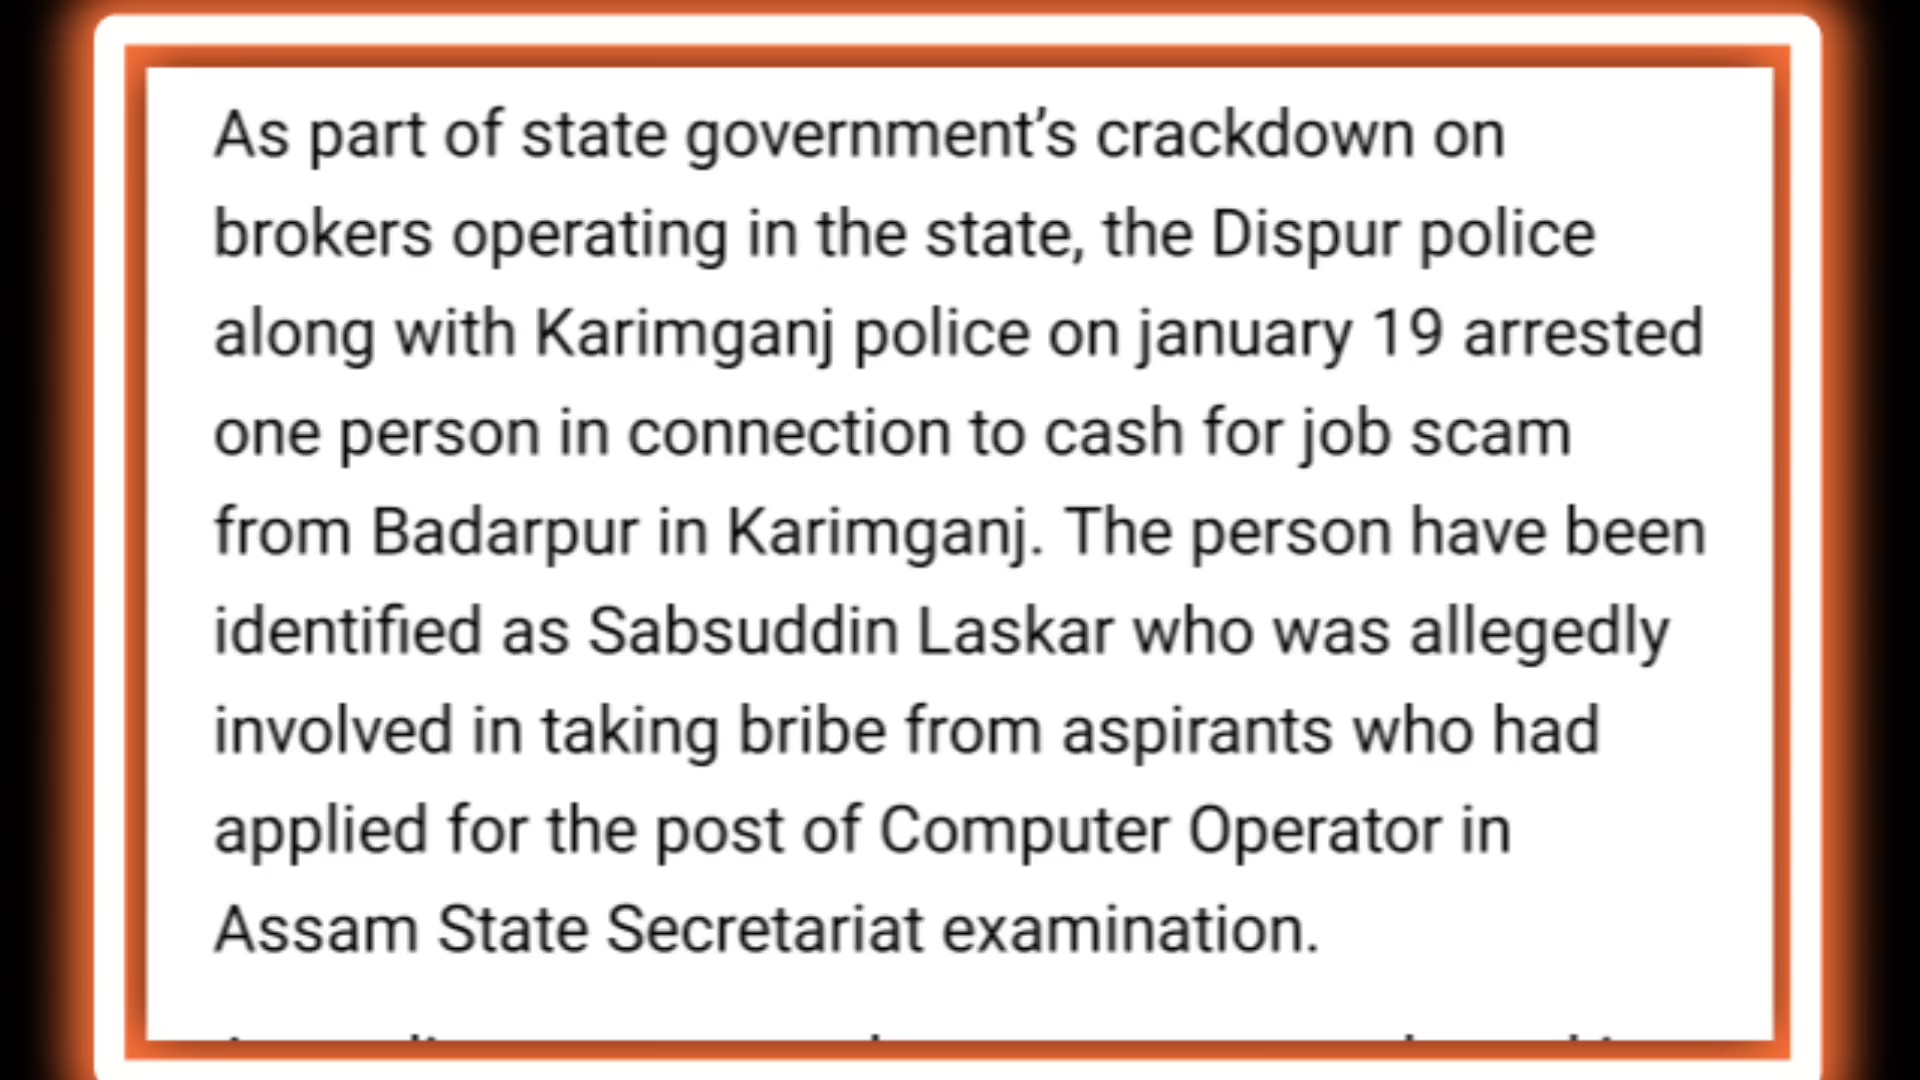 As part of state government’s crackdown on
brokers operating in the state, the Dispur police
along with Karimganj police on january 19 arrested
one person in connection to cash for job scam
from Badarpur in Karimganj. The person have been
identified as Sabsuddin Laskar who was allegedly
involved in taking bribe from aspirants who had
applied for the post of Computer Operator in
Assam State Secretariat examination.